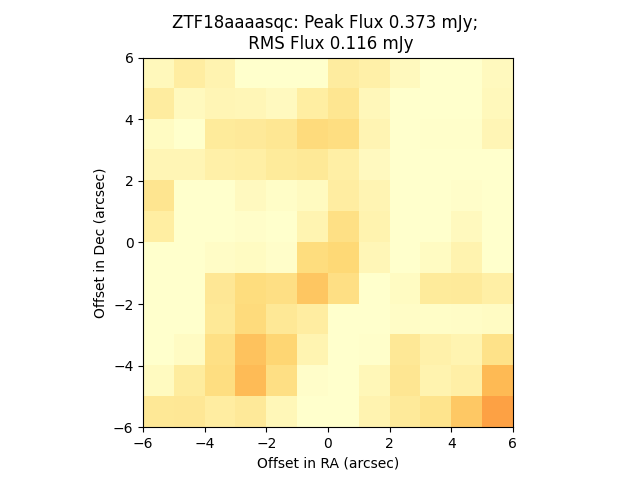 ZTF18aaaasqc: Peak Flux 0.373 mJy;
RMS Flux 0.116 mJy
6
4
2
0
−2
−4
−6
Offset in Dec (arcsec)
−6 −4 −2 0 2 4 6
Offset in RA (arcsec)